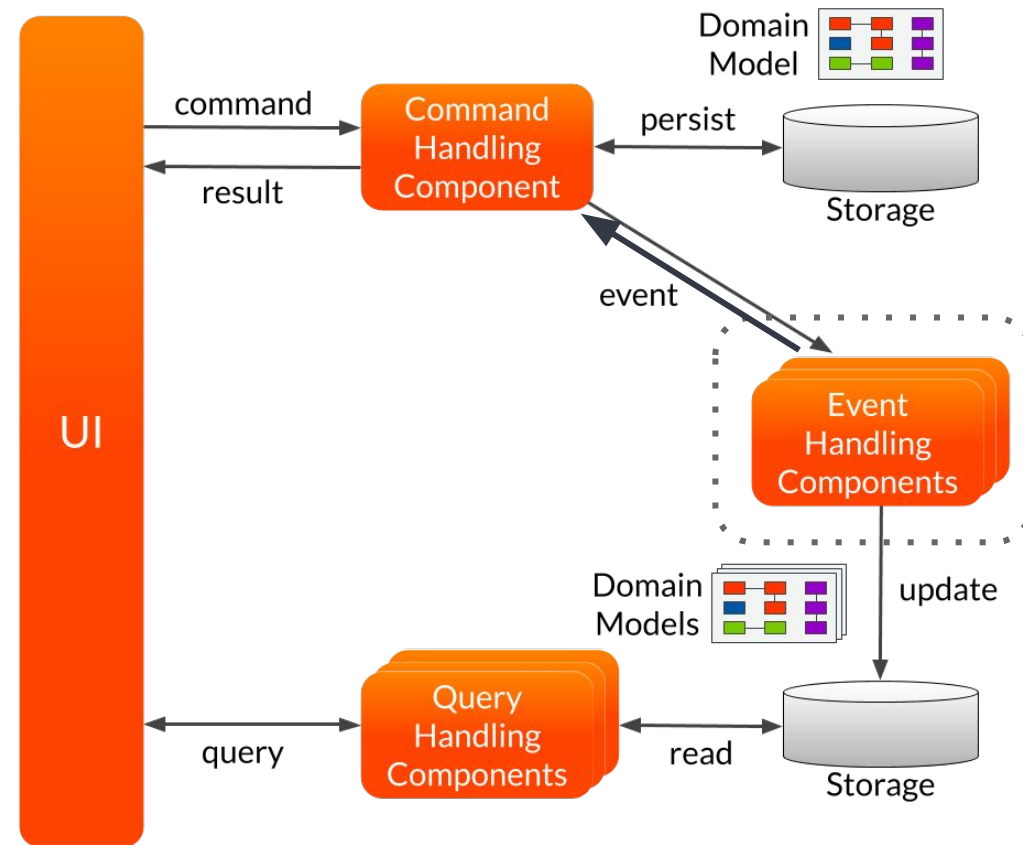 Domain
Model
command
Command
Handling
Component
persist
result
Storage
event
Event
Handling
Components
UI
Domain
Models
update
Query
Handling
Components
query
read
Storage